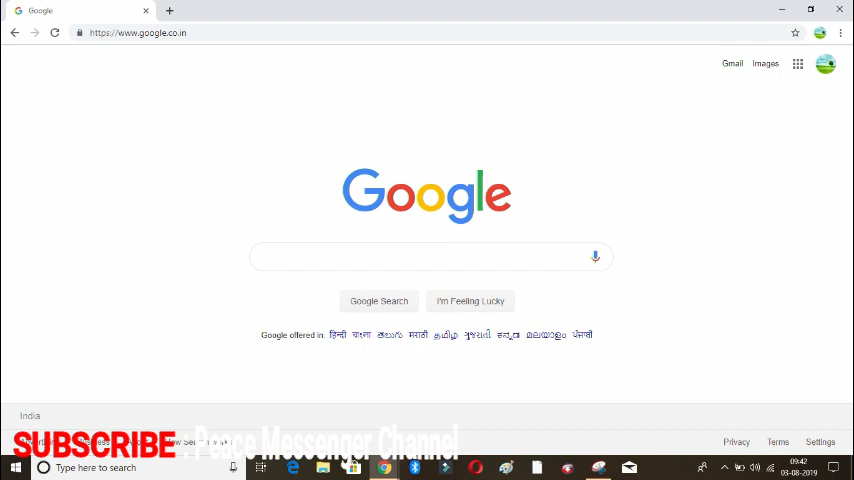 Google
https://www.google.co.in
Gmail Images
Google
Google Search I'm Feeling Lucky
Google offered in: हिन्दी বাংলা తెలుగు मराठी தமிழ் ગુજરાતી ಕನ್ನಡ മലയാളം ਪੰਜਾਬੀ
India
Privacy Terms Settings
SUBSCRIBE : Peace Messenger Channel
Type here to search
09:42
03-08-2019